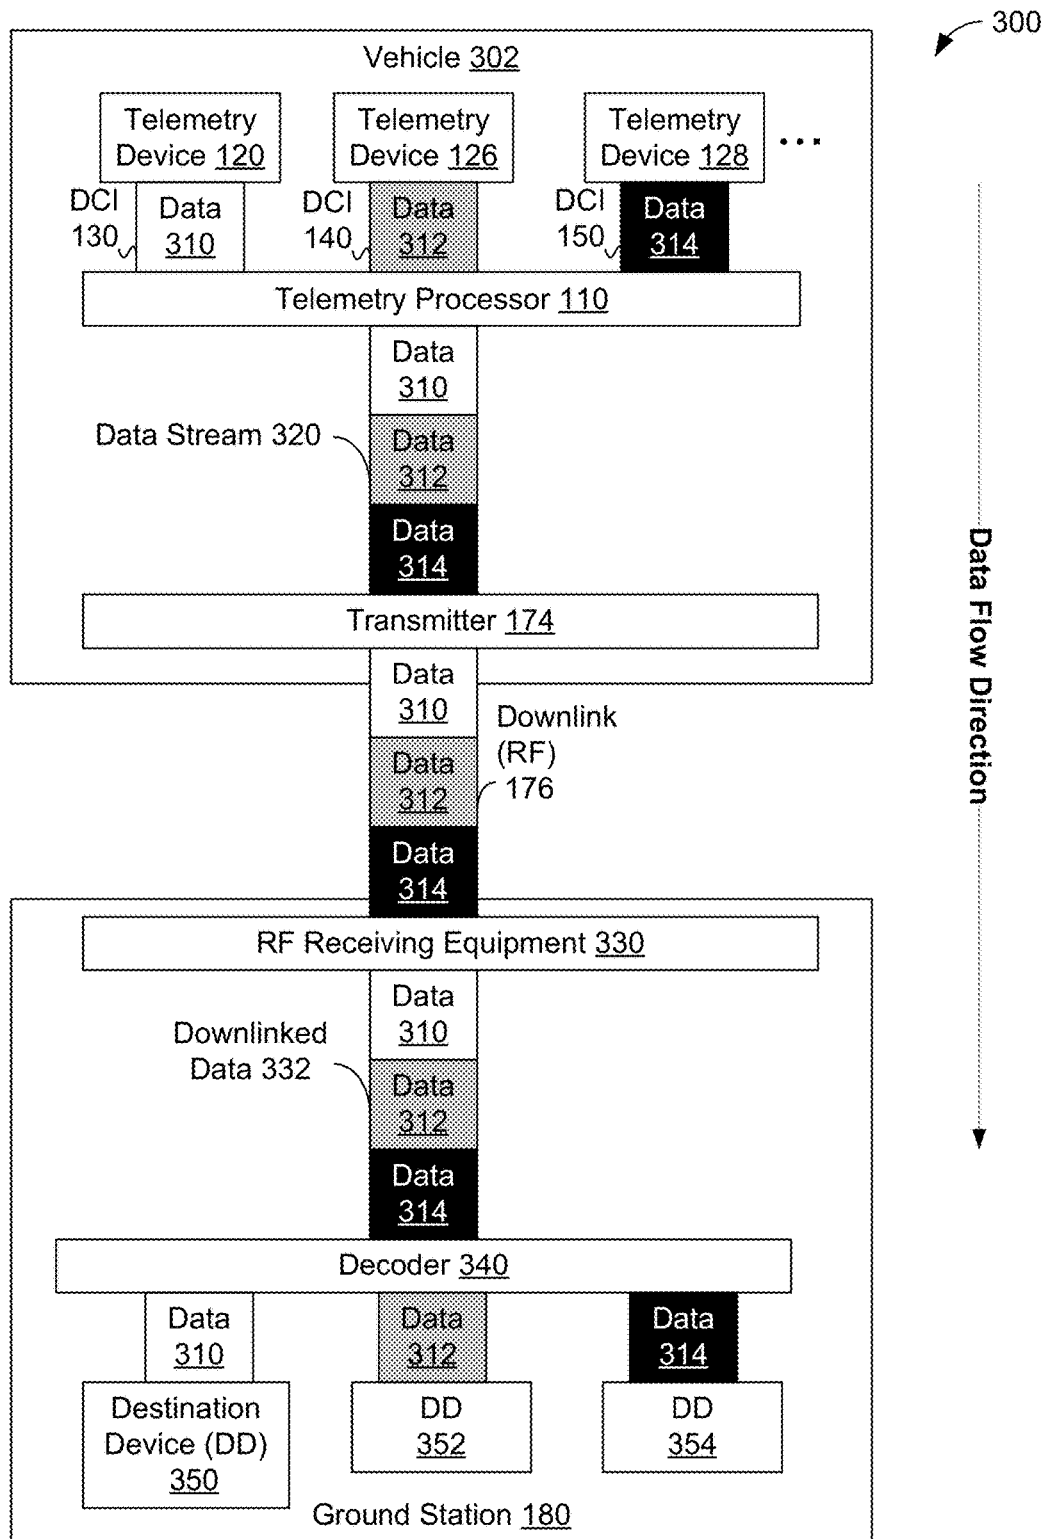 300
Vehicle 302
Telemetry
Device 120
Telemetry
Device 126
Telemetry
Device 128
...
DCI
130
Data
310
DCI
140
Data
312
DCI
150
Data
314
Telemetry Processor 110
Data
310
Data Stream 320
Data
312
Data
314
Transmitter 174
Data
310
Downlink
(RF)
176
Data
312
Data
314
Data Flow Direction
RF Receiving Equipment 330
Data
310
Downlinked
Data 332
Data
312
Data
314
Decoder 340
Data
310
Data
312
Data
314
Destination
Device (DD)
350
DD
352
DD
354
Ground Station 180